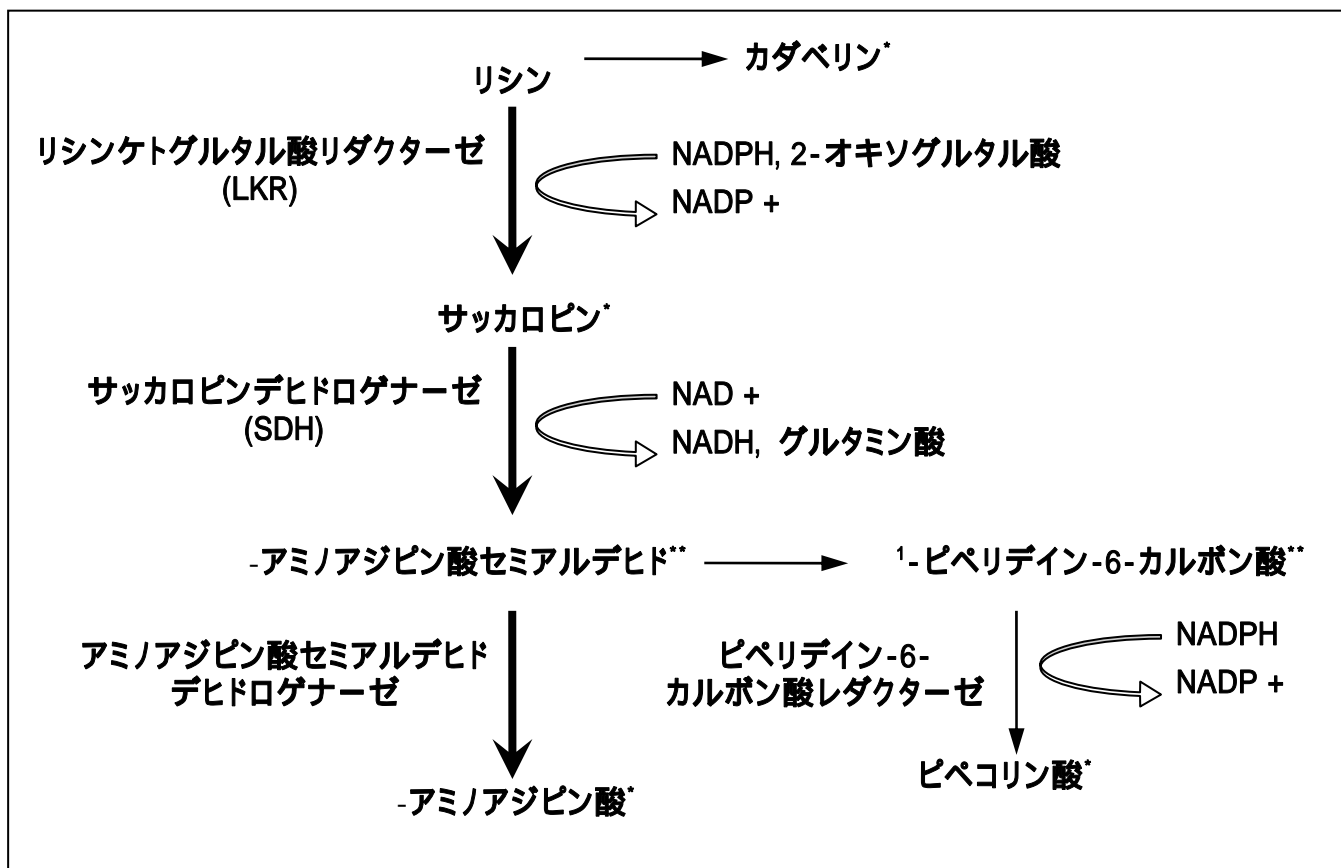 リシン
カダベリン*
リシンケトグルタル酸リダクターゼ
(LKR)
NADPH, 2-オキソグルタル酸
NADP +
サッカロピン*
サッカロピンデヒドロゲナーゼ
(SDH)
NAD +
NADH, グルタミン酸
-アミノアジピン酸セミアルデヒド**
¹-ピペリデイン-6-カルボン酸**
アミノアジピン酸セミアルデヒド
デヒドロゲナーゼ
ピペリデイン-6-
カルボン酸レダクターゼ
NADPH
NADP +
-アミノアジピン酸*
ピペコリン酸*